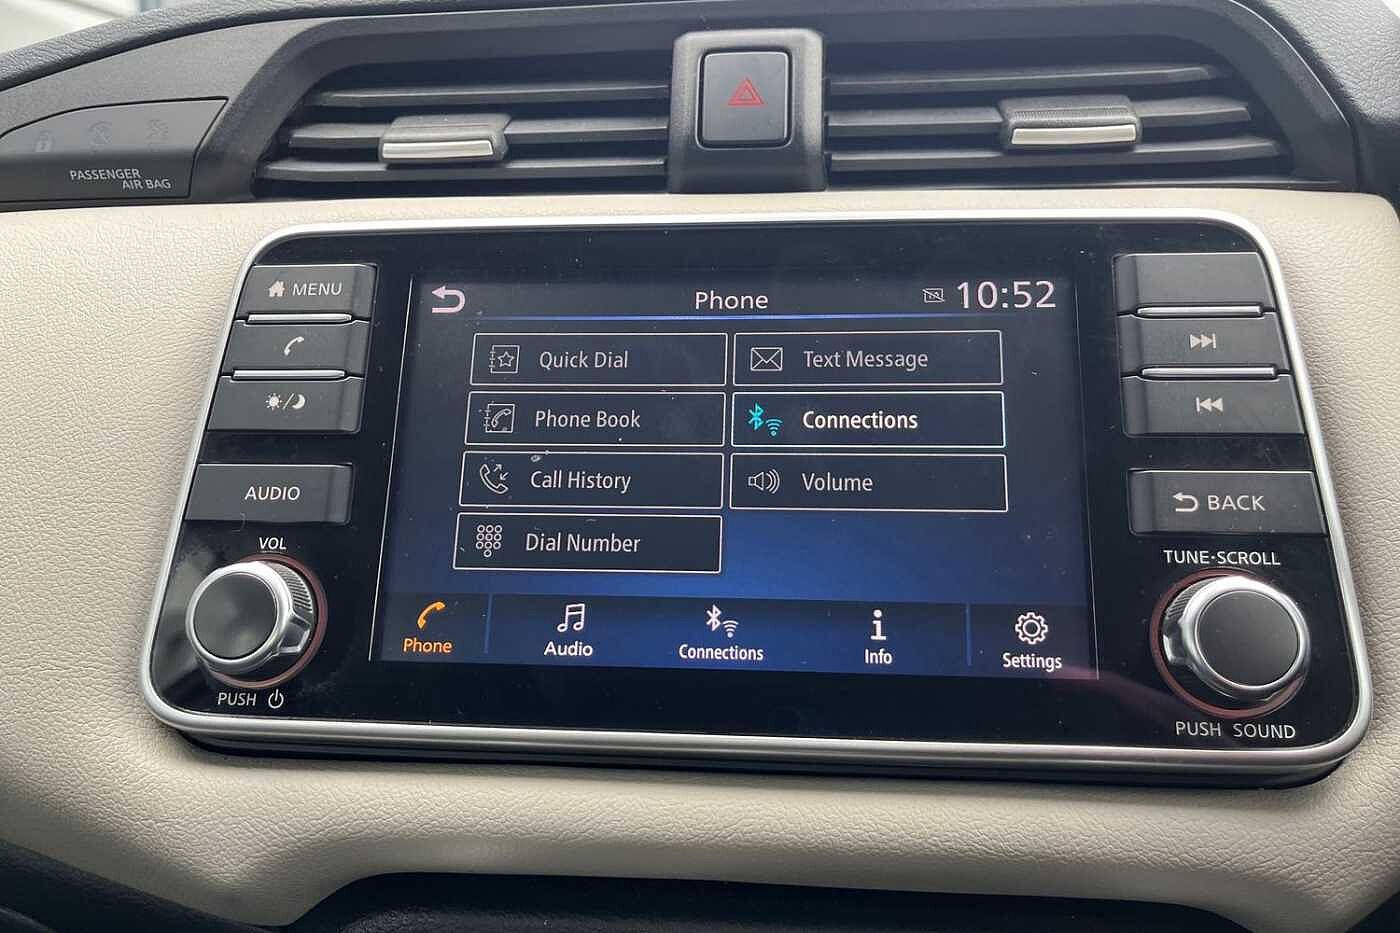 PASSENGER
AIR BAG
MENU
AUDIO
VOL
PUSH
Phone
TA
10:52
Quick Dial
Text Message
Phone Book
Connections
Call History
Volume
Dial Number
Phone
Audio
Connections
Info
Settings
BACK
TUNE·SCROLL
PUSH SOUND